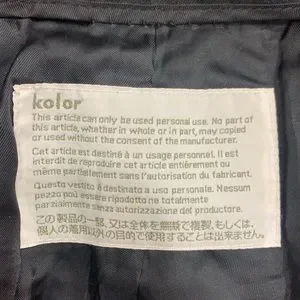 kolor
This article can only be used personal use. No part of
this article, whether in whole or in part, may copied
or used without the consent of the manufacturer.
Cet article est destiné à un usage personnel. Il est
interdit de reproduire cet article entièrement ou
même partiellement sans l'autorisation du fabricant.
Questo vestito è destinato a uso personale. Nessun
pezzo può essere ripodotto ne totalmente
parzialmente senza autorizzazione del productore.
この製品の一部、又は全体を無断で複製、もしくは、
個人の着用以外の目的で使用することは出来ません。